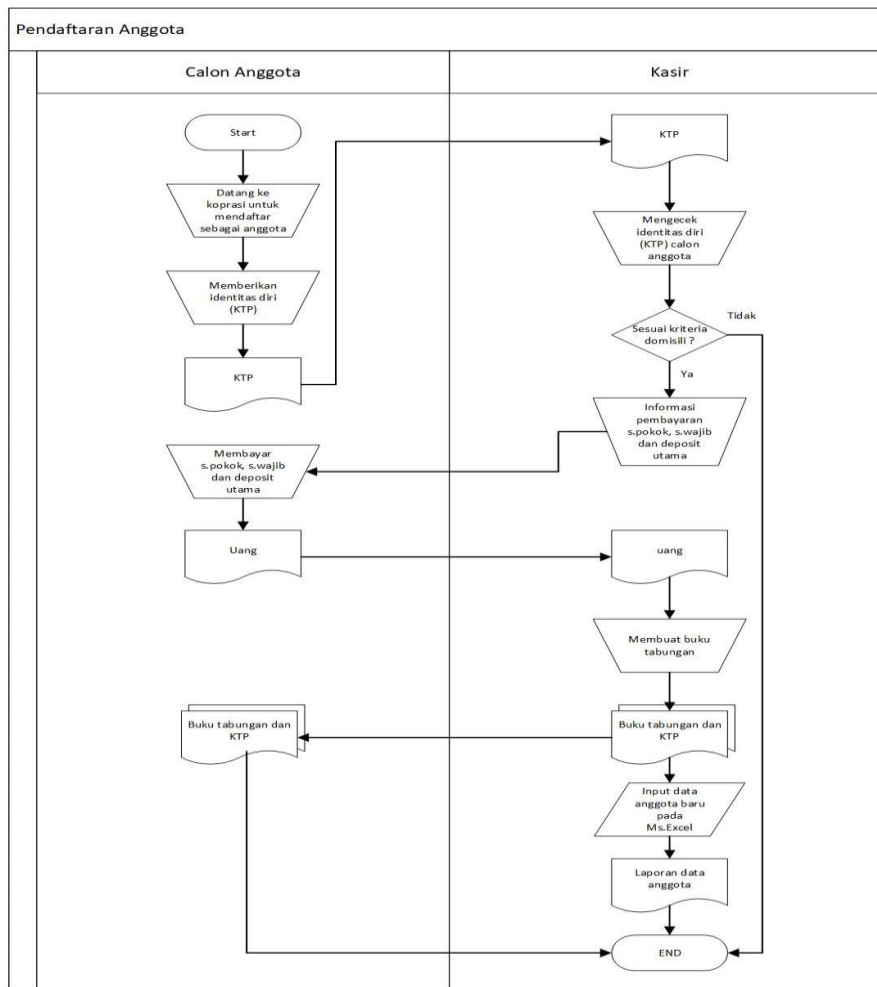 Pendaftaran Anggota
Calon Anggota
Kasir
Start
Datang ke
koprasi untuk
mendaftar
sebagai anggota
Memberikan
identitas diri
(KTP)
KTP
KTP
Mengecek
identitas diri
(KTP) calon
anggota
Sesuai kriteria
domisili ?
Tidak
Ya
Informasi
pembayaran
s.pokok, s.wajib
dan deposit
utama
Membayar
s.pokok, s.wajib
dan deposit
utama
Uang
uang
Membuat buku
tabungan
Buku tabungan dan
KTP
Buku tabungan dan
KTP
Input data
anggota baru
pada
Ms.Excel
Laporan data
anggota
END